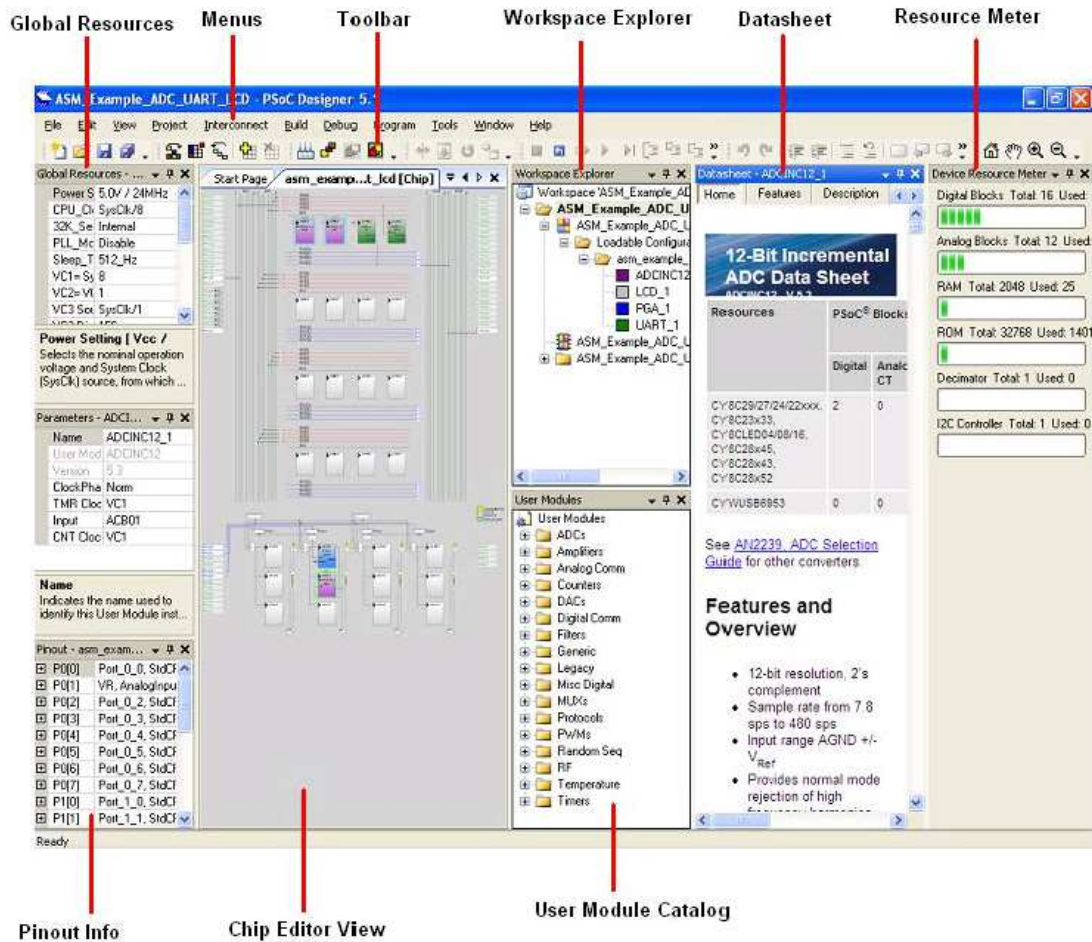 Global Resources
Menus
Toolbar
Workspace Explorer
Datasheet
Resource Meter
ASM_Example_ADC_UART_LCD - PSoC Designer 5.
File Edit View Project Interconnect Build Debug Program Tools Window Help
Global Resources - ...
Power S 5.0V / 24MHz
CPU_Cl SysClk/8
32K_Se Internal
PLL_Mc Disable
Sleep_T 512_Hz
VC1= Sy 8
VC2= V( 1
VC3 Sou SysClk/1
Power Setting [ Vcc /
Selects the nominal operation
voltage and System Clock
(SysClk) source, from which ...
Parameters - ADCI...
Name ADCINC12_1
User Mod ADCINC12
Version 5.3
ClockPha Norm
TMR Cloc VC1
Input ACB01
CNT Cloc VC1
Name
Indicates the name used to
identify this User Module inst...
Pinout - asm_exam...
P0[0] Port_0_0, StdCF
P0[1] VR, AnalogInpu
P0[2] Port_0_2, StdCF
P0[3] Port_0_3, StdCF
P0[4] Port_0_4, StdCF
P0[5] Port_0_5, StdCF
P0[6] Port_0_6, StdCF
P0[7] Port_0_7, StdCF
P1[0] Port_1_0, StdCF
P1[1] Port_1_1, StdCF
Ready
Start Page
asm_examp...t_lcd [Chip]
Workspace Explorer
Workspace 'ASM_Example_AD
ASM_Example_ADC_U
ASM_Example_ADC_U
Loadable Configura
asm_example_
ADCINC12
LCD_1
PGA_1
UART_1
ASM_Example_ADC_U
ASM_Example_ADC_U
User Modules
User Modules
ADCs
Amplifiers
Analog Comm
Counters
DACs
Digital Comm
Filters
Generic
Legacy
Misc Digital
MUXs
Protocols
PWMs
Random Seq
RF
Temperature
Timers
Datasheet - ADCINC12_1
Home Features Description
12-Bit Incremental
ADC Data Sheet
Resources PSoC® Blocks
Digital Analo
CT
CY8C29/27/24/22xxx, 2 0
CY8C23x33,
CY8CLED04/08/16,
CY8C28x45,
CY8C28x43,
CY8C28x52
CYWUSB6953 0 0
See AN2239, ADC Selection
Guide for other converters
Features and
Overview
• 12-bit resolution, 2's
complement
• Sample rate from 7.8
sps to 480 sps
• Input range AGND +/-
VRef
• Provides normal mode
rejection of high
Device Resource Meter
Digital Blocks Total: 16 Used:
Analog Blocks Total: 12 Used:
RAM Total: 2048 Used: 25
ROM Total: 32768 Used: 1401
Decimator Total: 1 Used: 0
I2C Controller Total: 1 Used: 0
Pinout Info
Chip Editor View
User Module Catalog